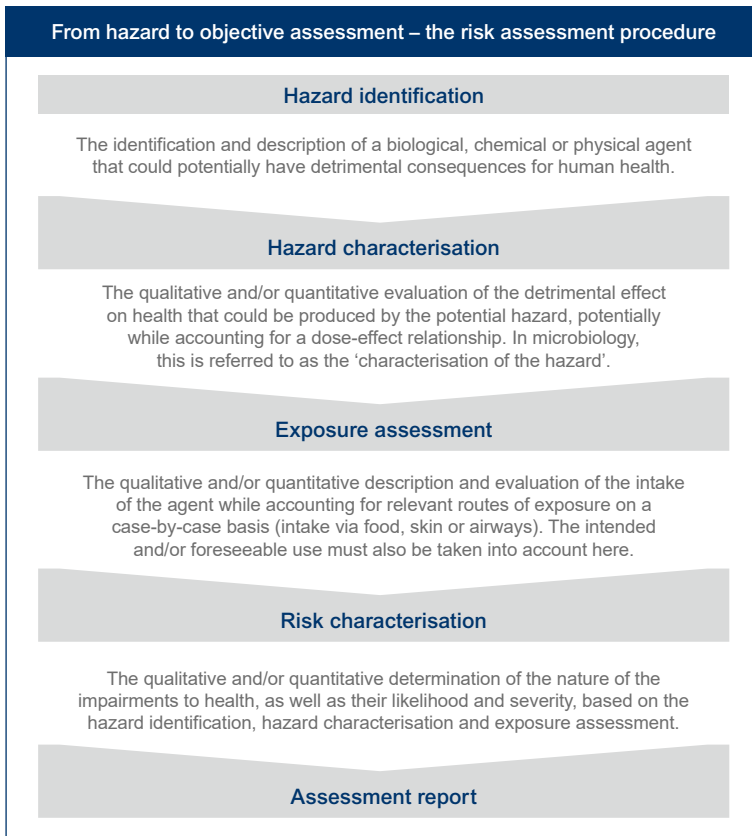 From hazard to objective assessment – the risk assessment procedure
Hazard identification
The identification and description of a biological, chemical or physical agent
that could potentially have detrimental consequences for human health.
Hazard characterisation
The qualitative and/or quantitative evaluation of the detrimental effect
on health that could be produced by the potential hazard, potentially
while accounting for a dose-effect relationship. In microbiology,
this is referred to as the ‘characterisation of the hazard’.
Exposure assessment
The qualitative and/or quantitative description and evaluation of the intake
of the agent while accounting for relevant routes of exposure on a
case-by-case basis (intake via food, skin or airways). The intended
and/or foreseeable use must also be taken into account here.
Risk characterisation
The qualitative and/or quantitative determination of the nature of the
impairments to health, as well as their likelihood and severity, based on the
hazard identification, hazard characterisation and exposure assessment.
Assessment report